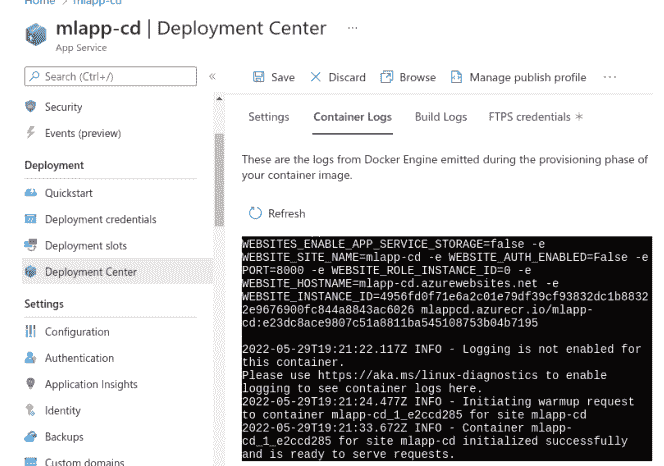 Home > mlapp-cd
mlapp-cd | Deployment Center ...
App Service
Search (Ctrl+/)
«
Save
Discard
Browse
Manage publish profile
...
Security
Events (preview)
Deployment
Quickstart
Deployment credentials
Deployment slots
Deployment Center
Settings
Configuration
Authentication
Application Insights
Identity
Backups
Custom domains
Settings
Container Logs
Build Logs
FTPS credentials *
These are the logs from Docker Engine emitted during the provisioning phase of
your container image.
Refresh
WEBSITES_ENABLE_APP_SERVICE_STORAGE=false -e
WEBSITE_SITE_NAME=mlapp-cd -e WEBSITE_AUTH_ENABLED=False -e
PORT=8000 -e WEBSITE_ROLE_INSTANCE_ID=0 -e
WEBSITE_HOSTNAME=mlapp-cd.azurewebsites.net -e
WEBSITE_INSTANCE_ID=4956fd0f71e6a2c01e79df39cf93832dc1b8832
2e9676900fc844a8843ac6026 mlappcd.azurecr.io/mlapp-
cd:e23dc8ace9807c51a8811ba545108753b04b7195
2022-05-29T19:21:22.117Z INFO - Logging is not enabled for
this container.
Please use https://aka.ms/linux-diagnostics to enable
logging to see container logs here.
2022-05-29T19:21:24.477Z INFO - Initiating warmup request
to container mlapp-cd_1_e2ccd285 for site mlapp-cd
2022-05-29T19:21:33.672Z INFO - Container mlapp-
cd_1_e2ccd285 for site mlapp-cd initialized successfully
and is ready to serve requests.